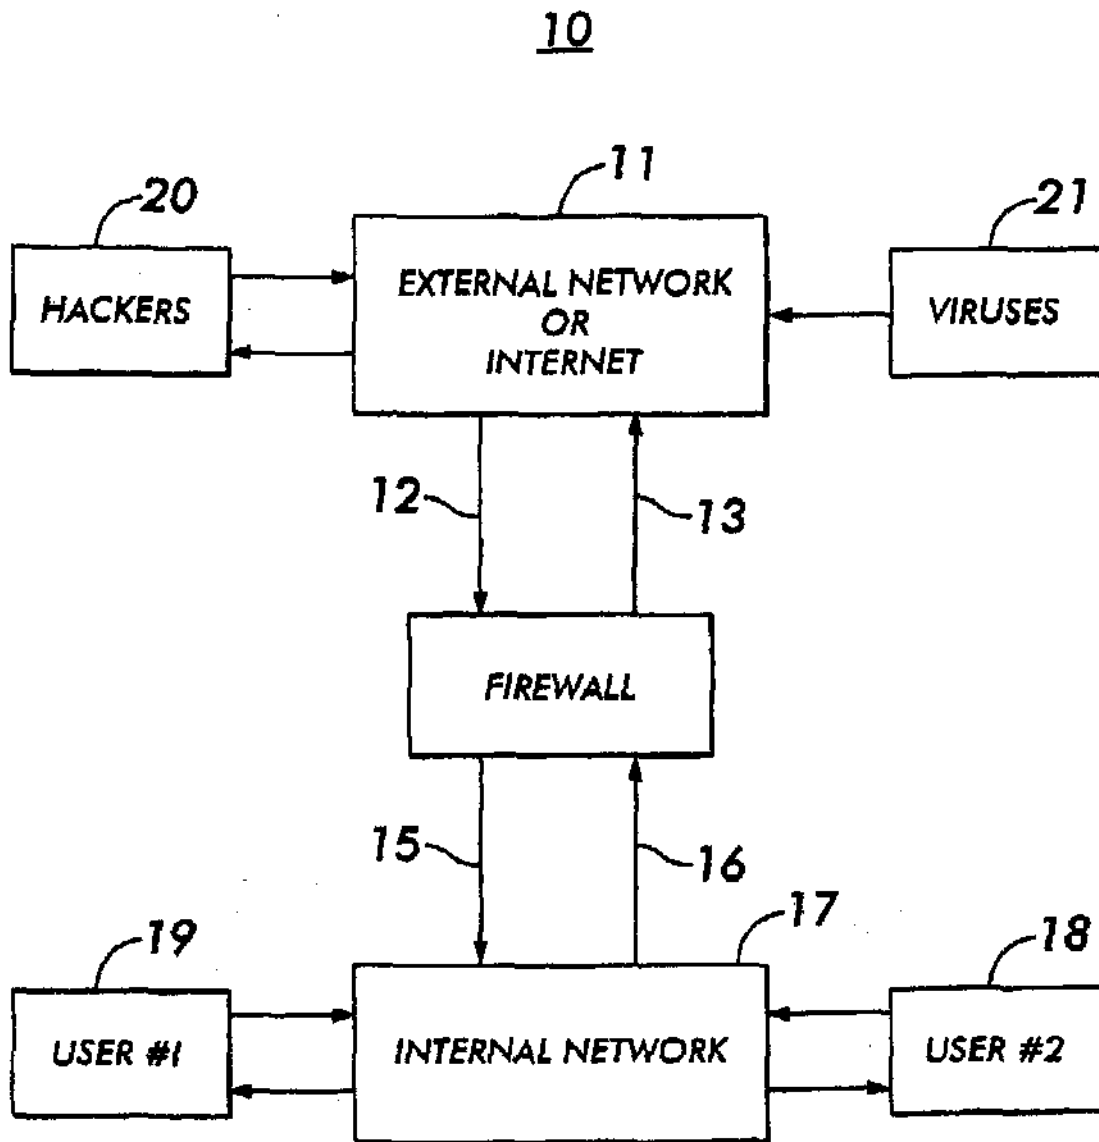 10
11
20
21
HACKERS
EXTERNAL NETWORK
OR
INTERNET
VIRUSES
12
13
FIREWALL
15
16
17
19
18
USER #1
INTERNAL NETWORK
USER #2